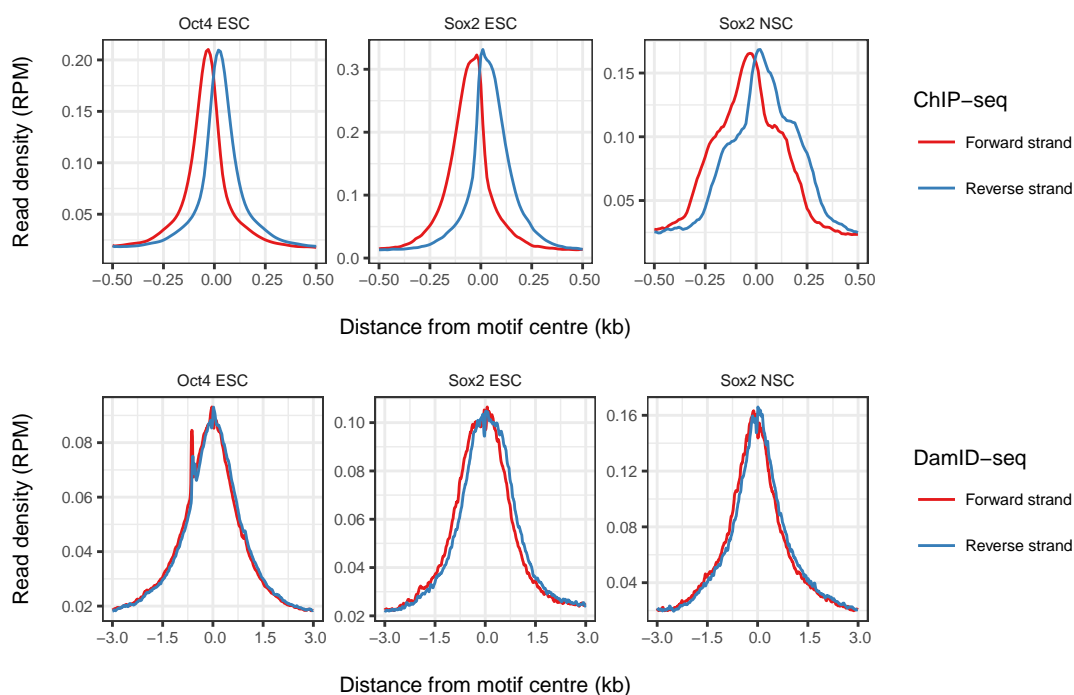 Oct4 ESC
Sox2 ESC
Sox2 NSC
Read density (RPM)
0.20
0.15
0.10
0.05
0.3
0.2
0.1
0.0
0.15
0.10
0.05
−0.50 −0.25 0.00 0.25 0.50
−0.50 −0.25 0.00 0.25 0.50
−0.50 −0.25 0.00 0.25 0.50
Distance from motif centre (kb)
ChIP−seq
Forward strand
Reverse strand
Oct4 ESC
Sox2 ESC
Sox2 NSC
Read density (RPM)
0.08
0.06
0.04
0.02
0.10
0.08
0.06
0.04
0.02
0.16
0.12
0.08
0.04
−3.0 −1.5 0.0 1.5 3.0
−3.0 −1.5 0.0 1.5 3.0
−3.0 −1.5 0.0 1.5 3.0
Distance from motif centre (kb)
DamID−seq
Forward strand
Reverse strand